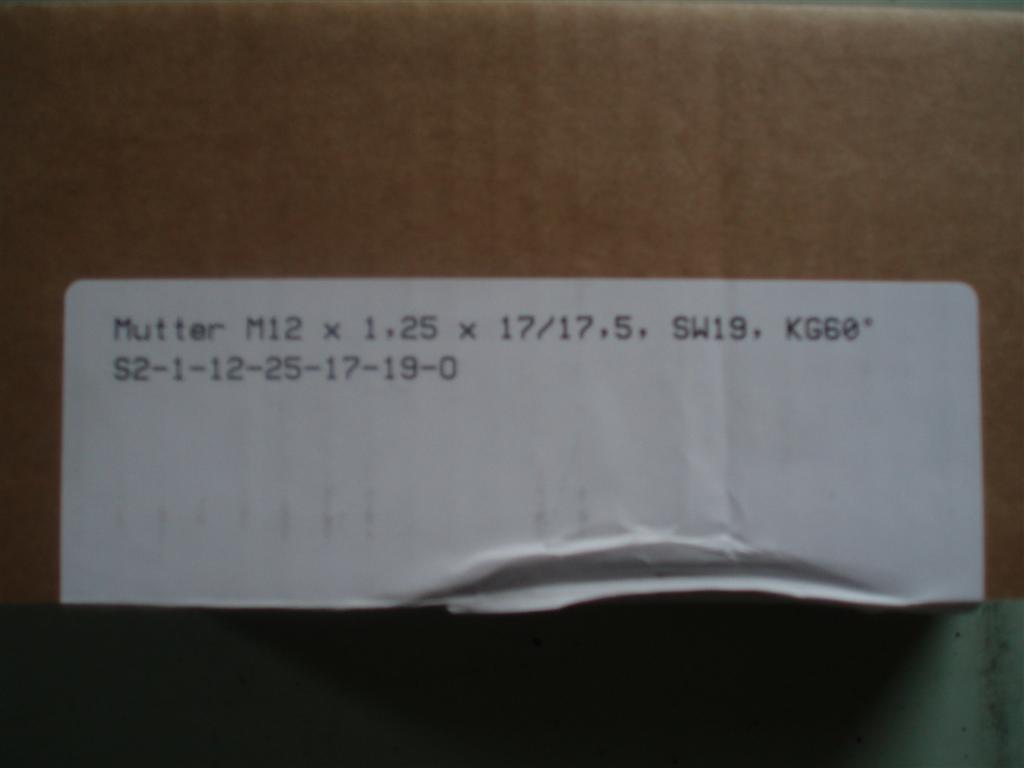 Mutter M12 x 1,25 x 17/17,5, SW19, KG60°
S2-1-12-25-17-19-0